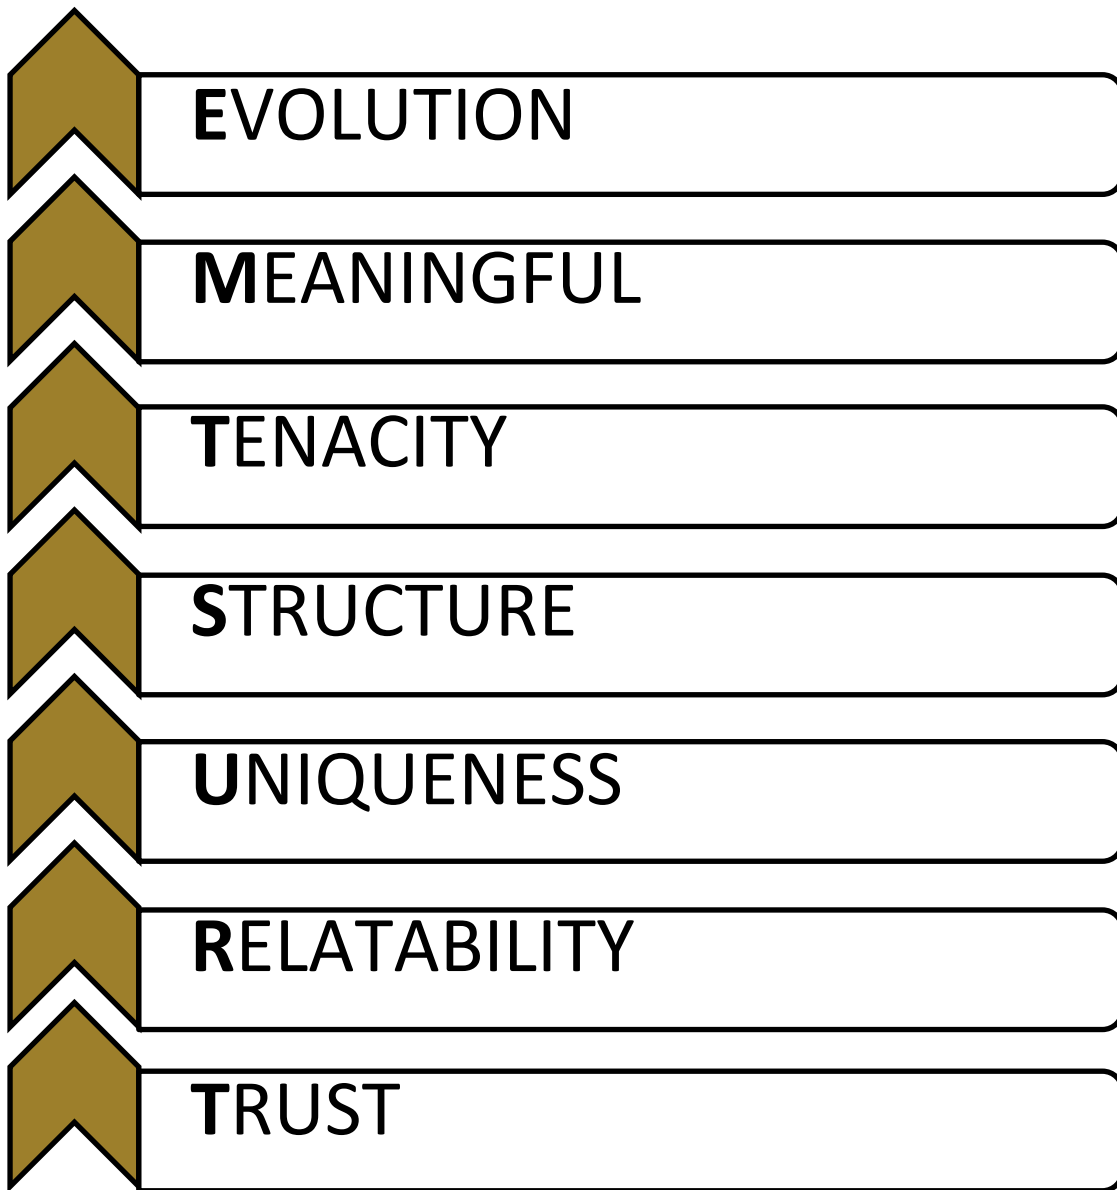 EVOLUTION
MEANINGFUL
TENACITY
STRUCTURE
UNIQUENESS
RELATABILITY
TRUST